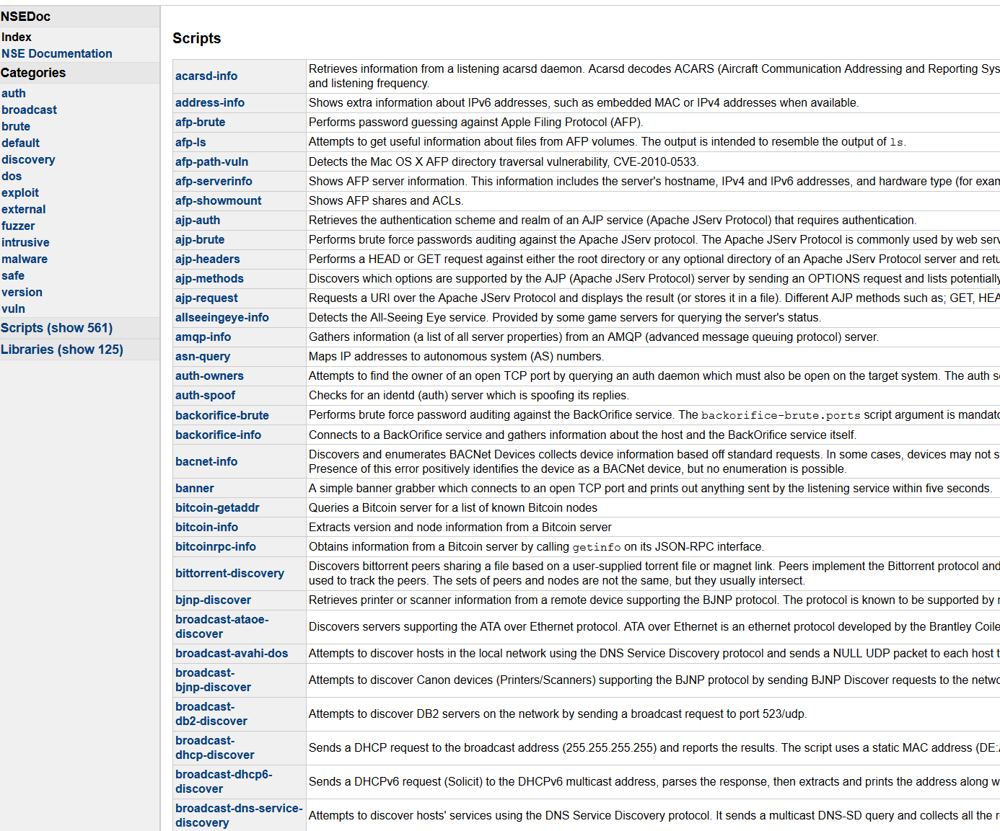 NSEDoc
Index
NSE Documentation
Categories
auth
broadcast
brute
default
discovery
dos
exploit
external
fuzzer
intrusive
malware
safe
version
vuln
Scripts (show 561)
Libraries (show 125)
Scripts
acarsd-info
Retrieves information from a listening acarsd daemon. Acarsd decodes ACARS (Aircraft Communication Addressing and Reporting Sys
and listening frequency.
address-info
Shows extra information about IPv6 addresses, such as embedded MAC or IPv4 addresses when available.
afp-brute
Performs password guessing against Apple Filing Protocol (AFP).
afp-ls
Attempts to get useful information about files from AFP volumes. The output is intended to resemble the output of ls.
afp-path-vuln
Detects the Mac OS X AFP directory traversal vulnerability, CVE-2010-0533.
afp-serverinfo
Shows AFP server information. This information includes the server's hostname, IPv4 and IPv6 addresses, and hardware type (for exam
afp-showmount
Shows AFP shares and ACLs.
ajp-auth
Retrieves the authentication scheme and realm of an AJP service (Apache JServ Protocol) that requires authentication.
ajp-brute
Performs brute force passwords auditing against the Apache JServ protocol. The Apache JServ Protocol is commonly used by web serv
ajp-headers
Performs a HEAD or GET request against either the root directory or any optional directory of an Apache JServ Protocol server and retu
ajp-methods
Discovers which options are supported by the AJP (Apache JServ Protocol) server by sending an OPTIONS request and lists potentially
ajp-request
Requests a URI over the Apache JServ Protocol and displays the result (or stores it in a file). Different AJP methods such as; GET, HEA
allseeingeye-info
Detects the All-Seeing Eye service. Provided by some game servers for querying the server's status.
amqp-info
Gathers information (a list of all server properties) from an AMQP (advanced message queuing protocol) server.
asn-query
Maps IP addresses to autonomous system (AS) numbers.
auth-owners
Attempts to find the owner of an open TCP port by querying an auth daemon which must also be open on the target system. The auth s
auth-spoof
Checks for an identd (auth) server which is spoofing its replies.
backorifice-brute
Performs brute force password auditing against the BackOrifice service. The backorifice-brute.ports script argument is mandato
backorifice-info
Connects to a BackOrifice service and gathers information about the host and the BackOrifice service itself.
bacnet-info
Discovers and enumerates BACNet Devices collects device information based off standard requests. In some cases, devices may not s
Presence of this error positively identifies the device as a BACNet device, but no enumeration is possible.
banner
A simple banner grabber which connects to an open TCP port and prints out anything sent by the listening service within five seconds.
bitcoin-getaddr
Queries a Bitcoin server for a list of known Bitcoin nodes
bitcoin-info
Extracts version and node information from a Bitcoin server
bitcoinrpc-info
Obtains information from a Bitcoin server by calling getinfo on its JSON-RPC interface.
bittorrent-discovery
Discovers bittorrent peers sharing a file based on a user-supplied torrent file or magnet link. Peers implement the Bittorrent protocol and
used to track the peers. The sets of peers and nodes are not the same, but they usually intersect.
bjnp-discover
Retrieves printer or scanner information from a remote device supporting the BJNP protocol. The protocol is known to be supported by
broadcast-ataoe-
discover
Discovers servers supporting the ATA over Ethernet protocol. ATA over Ethernet is an ethernet protocol developed by the Brantley Coile
broadcast-avahi-dos
Attempts to discover hosts in the local network using the DNS Service Discovery protocol and sends a NULL UDP packet to each host t
broadcast-
bjnp-discover
Attempts to discover Canon devices (Printers/Scanners) supporting the BJNP protocol by sending BJNP Discover requests to the netwo
broadcast-
db2-discover
Attempts to discover DB2 servers on the network by sending a broadcast request to port 523/udp.
broadcast-
dhcp-discover
Sends a DHCP request to the broadcast address (255.255.255.255) and reports the results. The script uses a static MAC address (DE:
broadcast-dhcp6-
discover
Sends a DHCPv6 request (Solicit) to the DHCPv6 multicast address, parses the response, then extracts and prints the address along w
broadcast-dns-service-
discovery
Attempts to discover hosts' services using the DNS Service Discovery protocol. It sends a multicast DNS-SD query and collects all the r